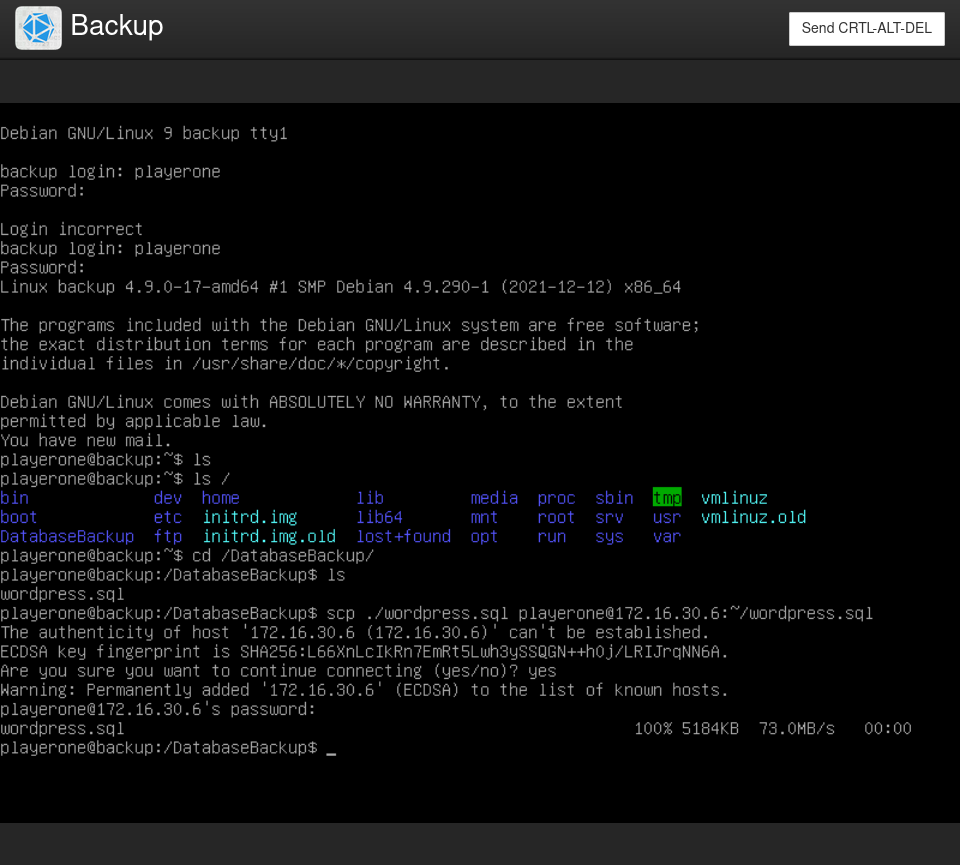 Backup
Send CRTL-ALT-DEL
Debian GNU/Linux 9 backup tty1
backup login: playerone
Password:
Login incorrect
backup login: playerone
Password:
Linux backup 4.9.0-17-amd64 #1 SMP Debian 4.9.290-1 (2021-12-12) x86_64
The programs included with the Debian GNU/Linux system are free software;
the exact distribution terms for each program are described in the
individual files in /usr/share/doc/*/copyright.
Debian GNU/Linux comes with ABSOLUTELY NO WARRANTY, to the extent
permitted by applicable law.
You have new mail.
playerone@backup:~$ ls
playerone@backup:~$ ls /
bin dev home lib media proc sbin tmp vmlinuz
boot etc initrd.img lib64 mnt root srv usr vmlinuz.old
DatabaseBackup ftp initrd.img.old lost+found opt run sys var
playerone@backup:~$ cd /DatabaseBackup/
playerone@backup:/DatabaseBackup$ ls
wordpress.sql
playerone@backup:/DatabaseBackup$ scp ./wordpress.sql playerone@172.16.30.6:~/wordpress.sql
The authenticity of host '172.16.30.6 (172.16.30.6)' can't be established.
ECDSA key fingerprint is SHA256:L66XnLcIkRn7EmRt5Lwh3ySSQGN++h0j/LRIJrqNN6A.
Are you sure you want to continue connecting (yes/no)? yes
Warning: Permanently added '172.16.30.6' (ECDSA) to the list of known hosts.
playerone@172.16.30.6's password:
wordpress.sql 100% 5184KB 73.0MB/s 00:00
playerone@backup:/DatabaseBackup$ _